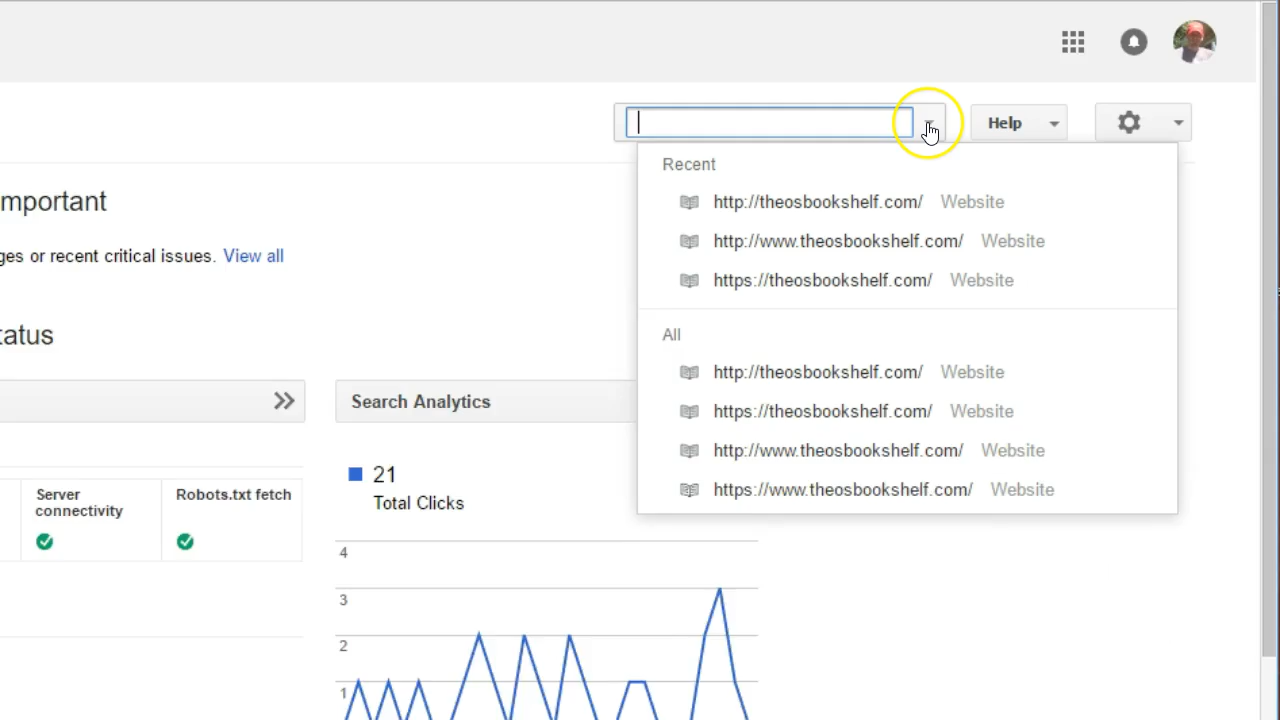 Help
mportant
ges or recent critical issues. View all
tatus
Recent
http://theosbookshelf.com/ Website
http://www.theosbookshelf.com/ Website
https://theosbookshelf.com/ Website
All
http://theosbookshelf.com/ Website
https://theosbookshelf.com/ Website
http://www.theosbookshelf.com/ Website
https://www.theosbookshelf.com/ Website
Server
connectivity
Robots.txt fetch
Search Analytics
21
Total Clicks
4
3
2
1